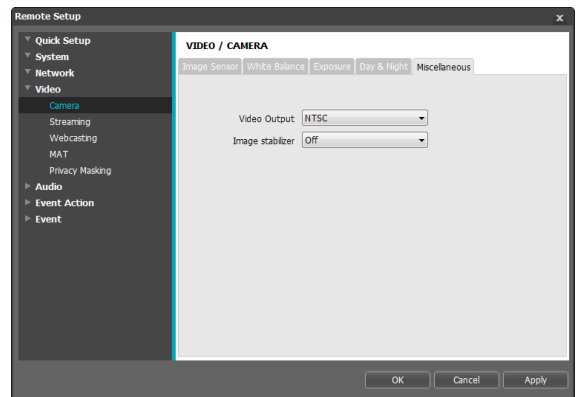 Remote Setup
x
Quick Setup
System
Network
Video
Camera
Streaming
Webcasting
MAT
Privacy Masking
Audio
Event Action
Event
VIDEO / CAMERA
Image Sensor White Balance Exposure Day & Night Miscellaneous
Video Output NTSC
Image stabilizer Off
OK Cancel Apply